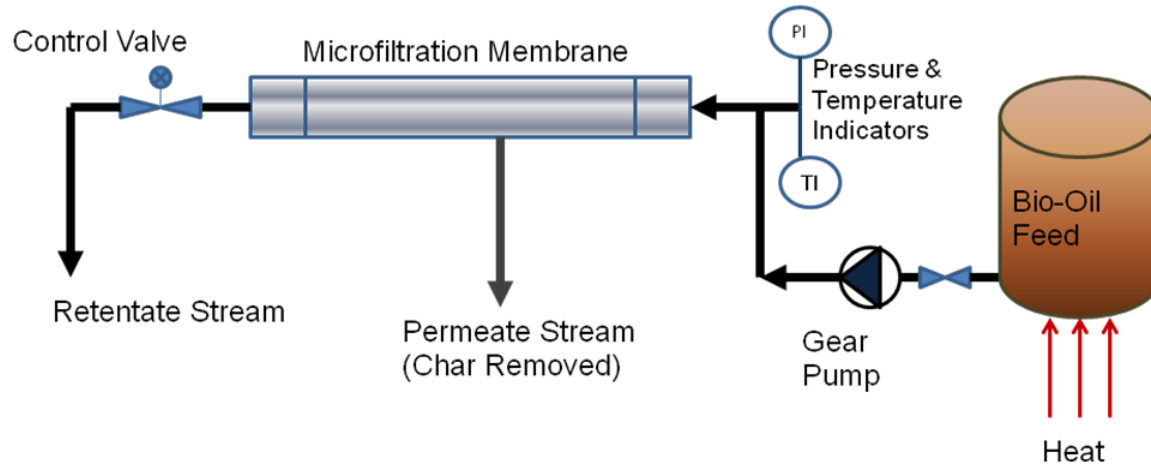 Control Valve
Microfiltration Membrane
PI
Pressure &
Temperature
Indicators
TI
Bio-Oil
Feed
Retentate Stream
Permeate Stream
(Char Removed)
Gear
Pump
Heat